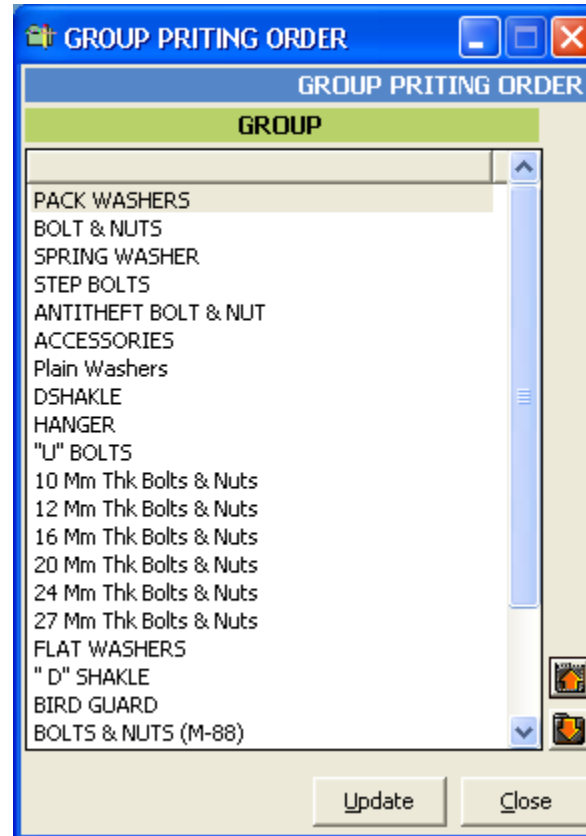 GROUP PRITING ORDER
GROUP PRITING ORDER
GROUP
PACK WASHERS
BOLT & NUTS
SPRING WASHER
STEP BOLTS
ANTITHEFT BOLT & NUT
ACCESSORIES
Plain Washers
DSHAKLE
HANGER
"U" BOLTS
10 Mm Thk Bolts & Nuts
12 Mm Thk Bolts & Nuts
16 Mm Thk Bolts & Nuts
20 Mm Thk Bolts & Nuts
24 Mm Thk Bolts & Nuts
27 Mm Thk Bolts & Nuts
FLAT WASHERS
" D" SHAKLE
BIRD GUARD
BOLTS & NUTS (M-88)
Update Close